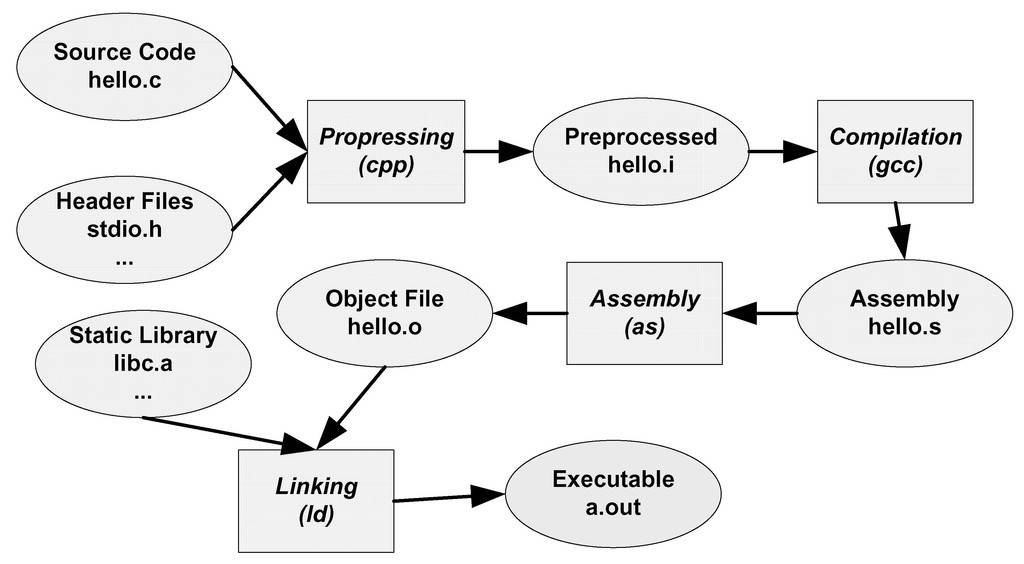 Source Code
hello.c
Header Files
stdio.h
...
Propressing
(cpp)
Preprocessed
hello.i
Compilation
(gcc)
Assembly
hello.s
Assembly
(as)
Object File
hello.o
Static Library
libc.a
...
Linking
(ld)
Executable
a.out